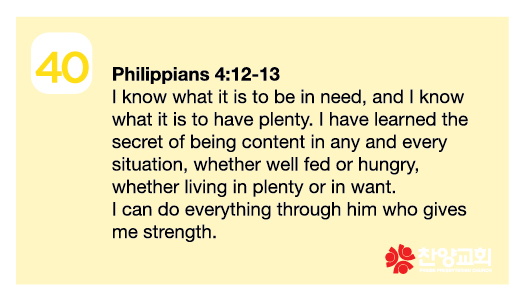 40
Philippians 4:12-13
I know what it is to be in need, and I know
what it is to have plenty. I have learned the
secret of being content in any and every
situation, whether well fed or hungry,
whether living in plenty or in want.
I can do everything through him who gives
me strength.
찬양교회